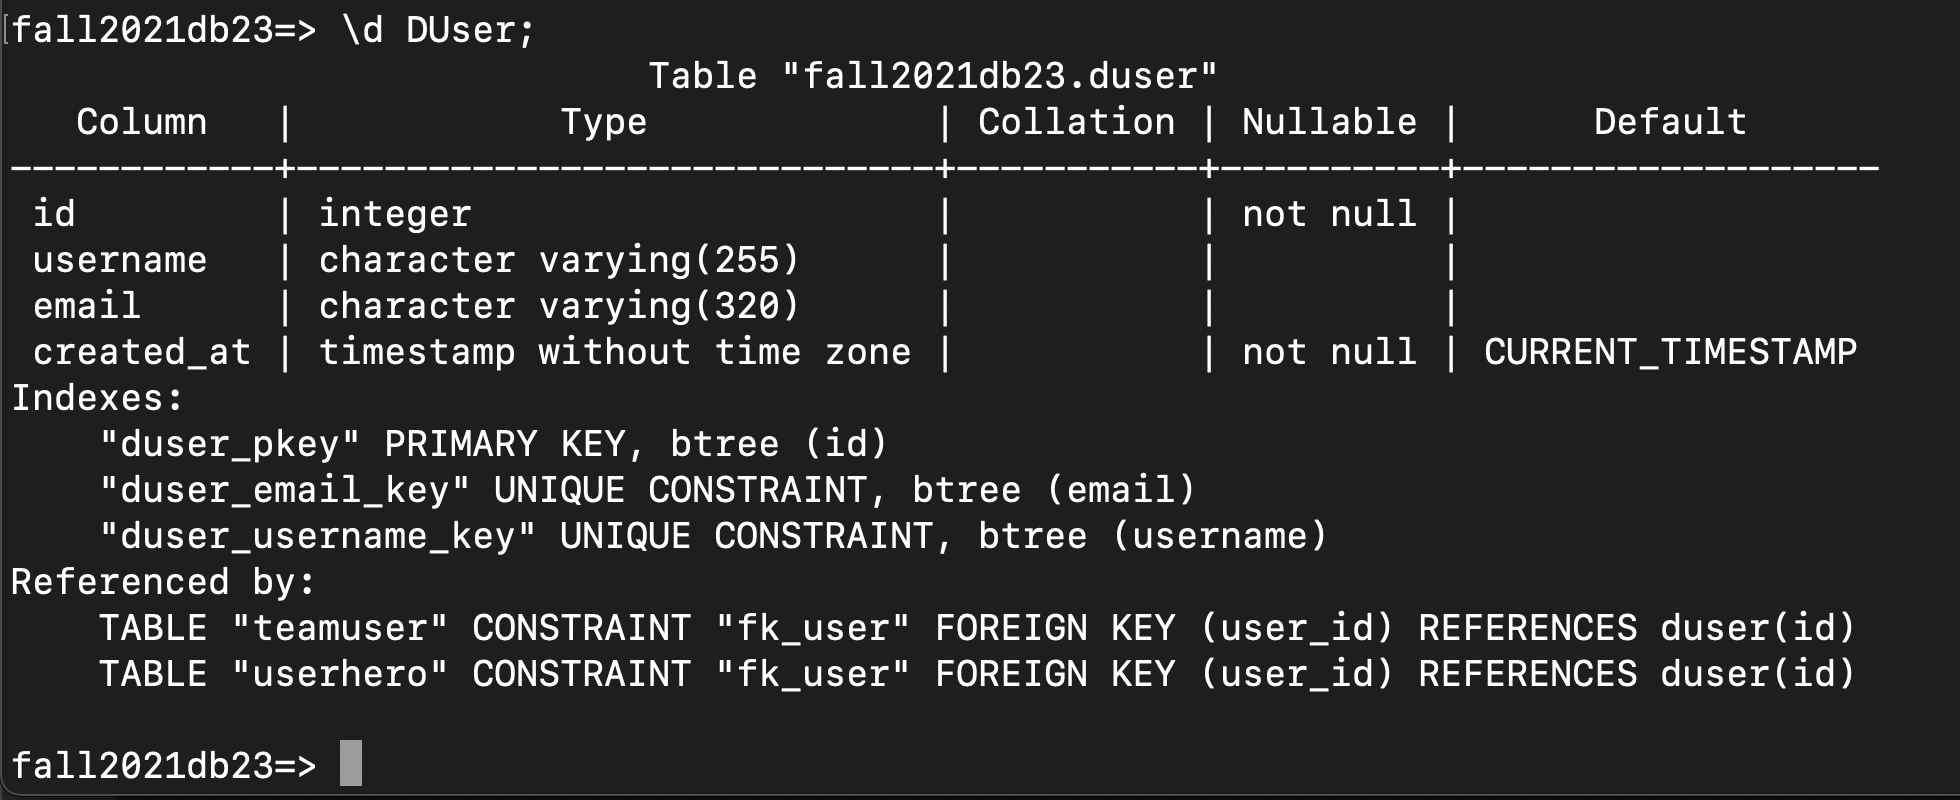 fall2021db23=> \d DUser;
                             Table "fall2021db23.duser"
   Column   |            Type             | Collation | Nullable |      Default
------------+-----------------------------+-----------+----------+-------------------
 id         | integer                     |           | not null |
 username   | character varying(255)      |           |          |
 email      | character varying(320)      |           |          |
 created_at | timestamp without time zone |           | not null | CURRENT_TIMESTAMP
Indexes:
    "duser_pkey" PRIMARY KEY, btree (id)
    "duser_email_key" UNIQUE CONSTRAINT, btree (email)
    "duser_username_key" UNIQUE CONSTRAINT, btree (username)
Referenced by:
    TABLE "teamuser" CONSTRAINT "fk_user" FOREIGN KEY (user_id) REFERENCES duser(id)
    TABLE "userhero" CONSTRAINT "fk_user" FOREIGN KEY (user_id) REFERENCES duser(id)

fall2021db23=>